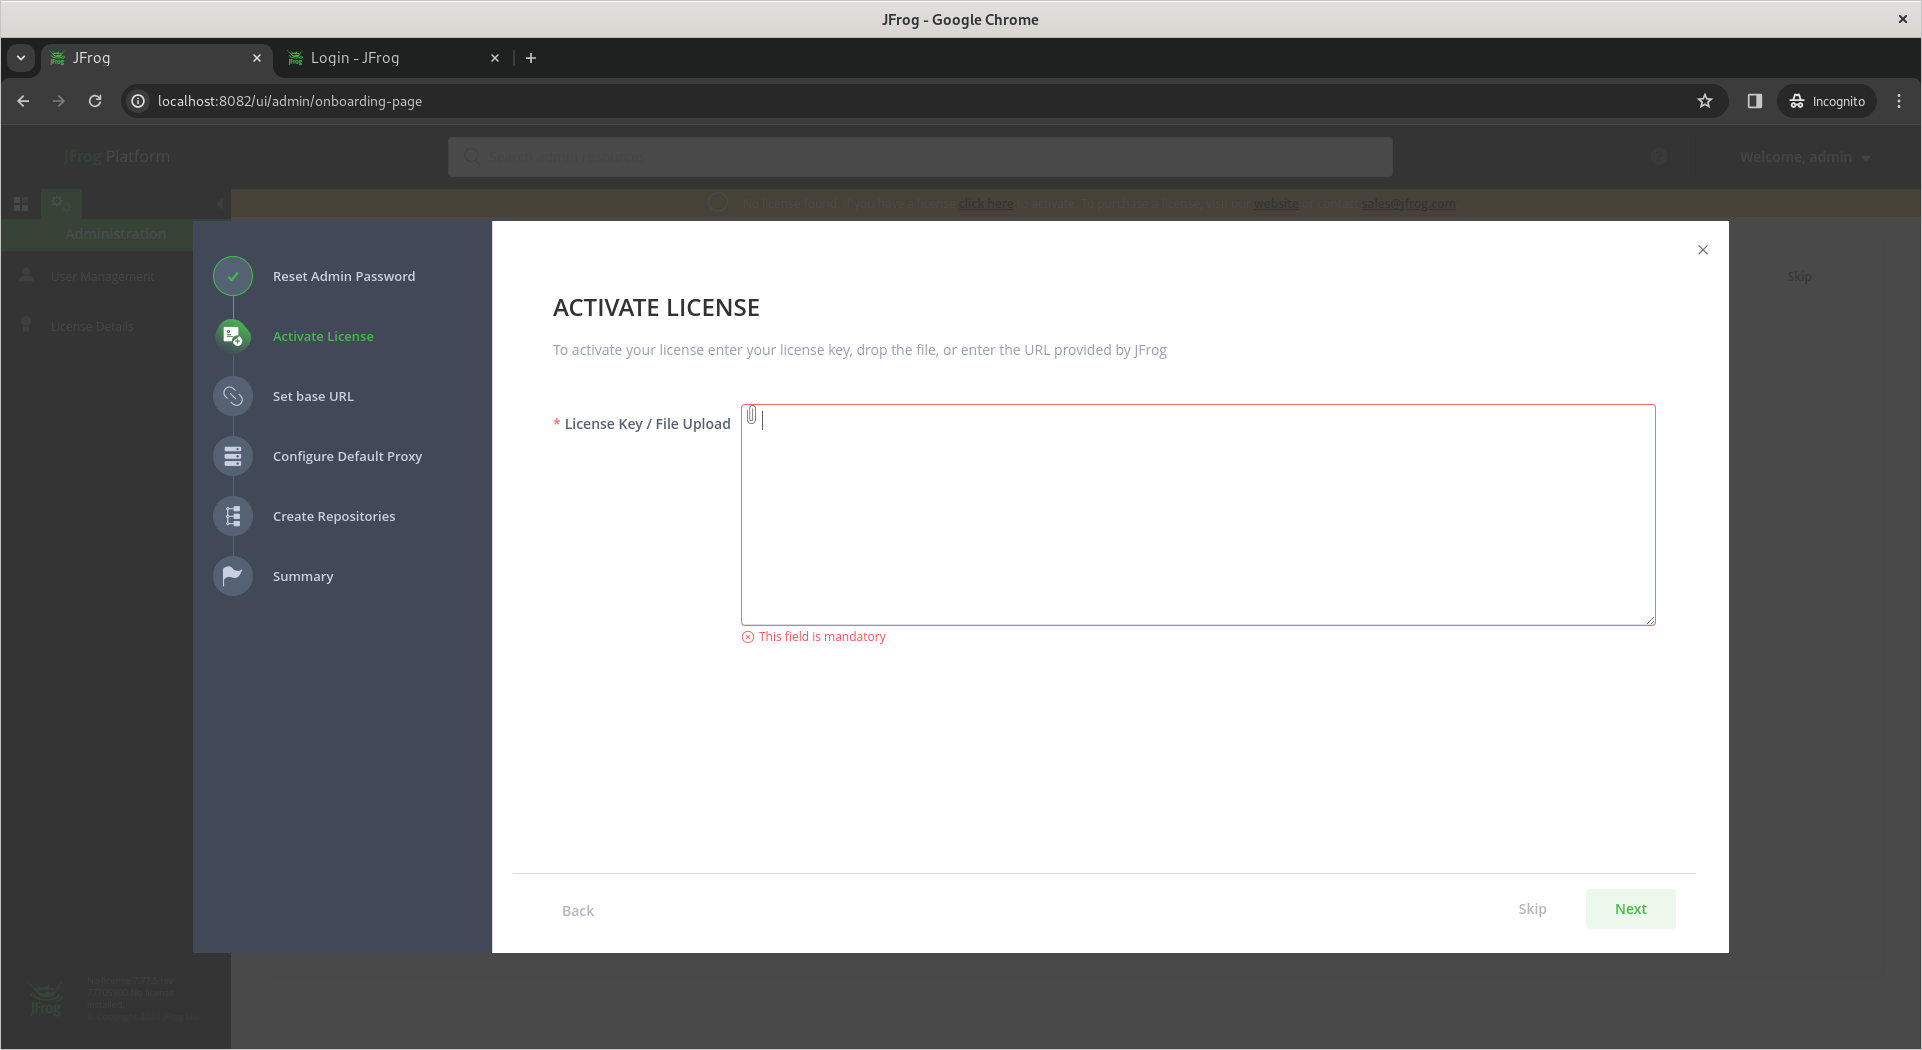 JFrog - Google Chrome
JFrog
Login - JFrog
localhost:8082/ui/admin/onboarding-page
Incognito
JFrog Platform
Search admin resources
Welcome, admin
No license found. If you have a license click here to activate. To purchase a license, visit our website or contact sales@jfrog.com
Administration
User Management
License Details
Skip
Reset Admin Password
Activate License
Set base URL
Configure Default Proxy
Create Repositories
Summary
ACTIVATE LICENSE
To activate your license enter your license key, drop the file, or enter the URL provided by JFrog
* License Key / File Upload
This field is mandatory
Back
Skip
Next
JFrog